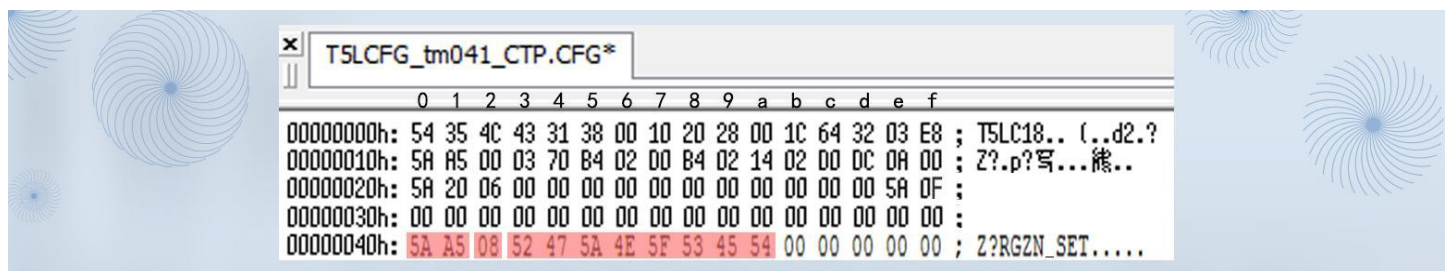 x
T5LCFG_tm041_CTP.CFG*
0 1 2 3 4 5 6 7 8 9 a b c d e f
00000000h: 54 35 4C 43 31 38 00 10 20 28 00 1C 64 32 03 E8 ; T5LC18.. (..d2.?
00000010h: 5A A5 00 03 70 B4 02 00 B4 02 14 02 D0 DC 0A 00 ; Z?.p?写...
00000020h: 5A 20 06 00 00 00 00 00 00 00 00 00 00 00 5A 0F ;
00000030h: 00 00 00 00 00 00 00 00 00 00 00 00 00 00 00 00 ;
00000040h: 5A A5 08 52 47 5A 4E 5F 53 45 54 00 00 00 00 00 ; Z?RGZN_SET.....